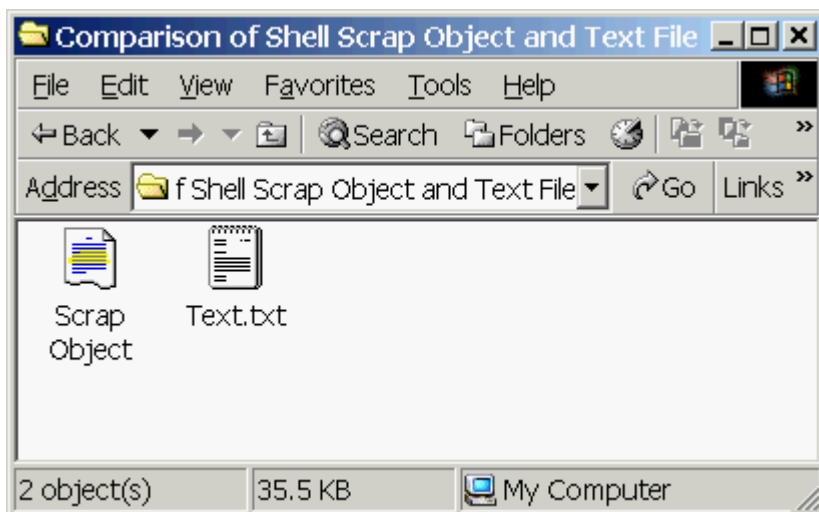 Comparison of Shell Scrap Object and Text File
File Edit View Favorites Tools Help
Back Search Folders »
Address f Shell Scrap Object and Text File Go Links »
Scrap Object
Text.txt
2 object(s) 35.5 KB My Computer